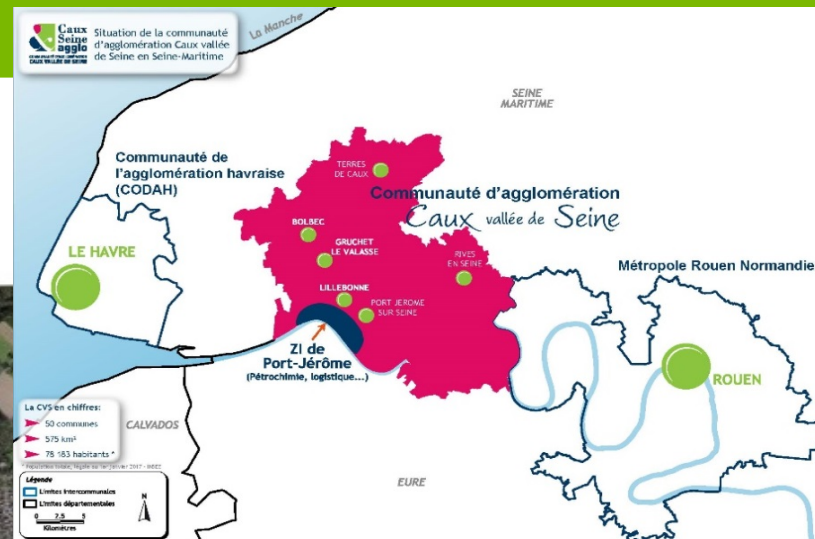 Caux
Seine
agglo
CAUX VALLÉE DE SEINE
Situation de la communauté
d'agglomération Caux vallée
de Seine en Seine-Maritime
La Manche
SEINE
MARITIME
Communauté de
l'agglomération havraise
(CODAH)
TERRES
DE CAUX
Communauté d'agglomération
Caux vallée de Seine
BOLBEC
GRUCHET
LE VALASSE
RIVES
EN SEINE
LE HAVRE
Métropole Rouen Normandie
LILLEBONNE
PORT JEROME
SUR SEINE
ZI de
Port-Jérôme
(Pétrochimie, logistique...)
ROUEN
La CVS en chiffres:
50 communes
575 km²
78 183 habitants *
CALVADOS
EURE
Légende
Limites intercommunales
Limites départementales
0 2,5 5
Kilomètres
N